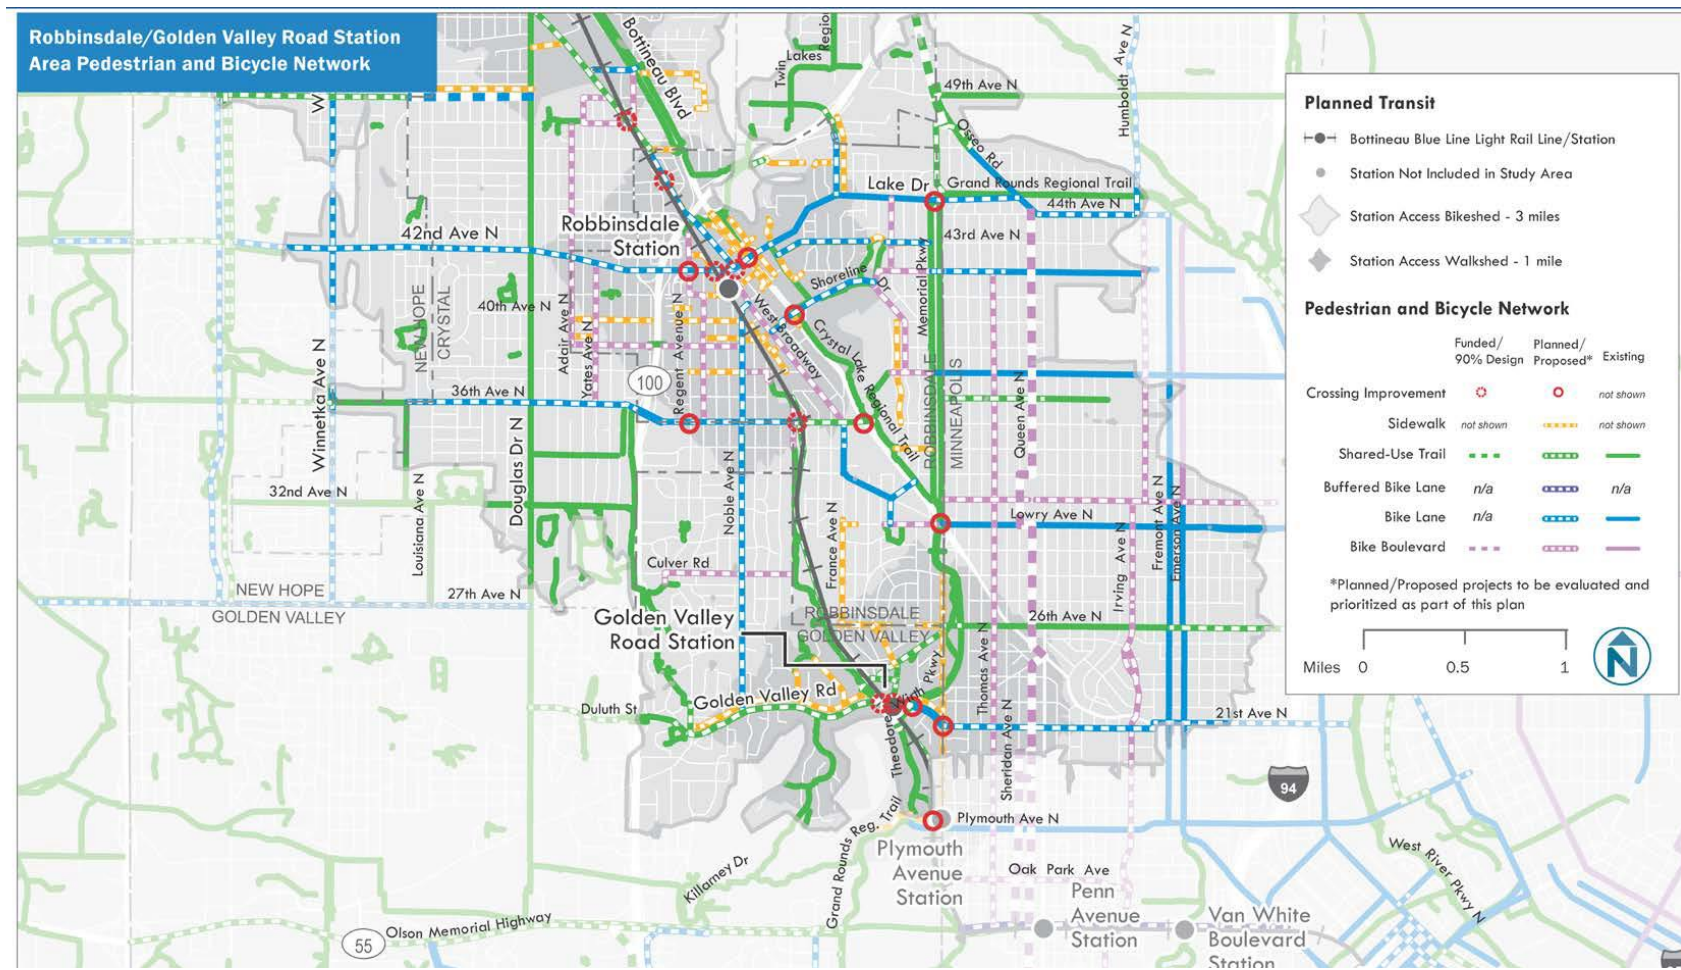 Robbinsdale/Golden Valley Road Station
Area Pedestrian and Bicycle Network
Bottineau Blvd
Twin
Lakes
Regio
Humboldt Ave N
49th Ave N
Osseo Rd
W
Lake Dr
Grand Rounds Regional Trail
44th Ave N
Robbinsdale
Station
42nd Ave N
43rd Ave N
Shoreline
Dr
Memorial Pkwy
NEW HOPE
CRYSTAL
40th Ave N
Adair Ave N
Yates Ave N
Regent Avenue N
West Broadway
Crystal Lake Regional Trail
ROBBINSDALE
MINNEAPOLIS
Winnetka Ave N
36th Ave N
100
Queen Ave N
Douglas Dr N
32nd Ave N
Louisiana Ave N
Noble Ave N
France Ave N
Lowry Ave N
Irving Ave N
Fremont Ave N
Emerson Ave N
Culver Rd
NEW HOPE
GOLDEN VALLEY
27th Ave N
ROBBINSDALE
GOLDEN VALLEY
26th Ave N
Golden Valley
Road Station
Thomas Ave N
Sheridan Ave N
Golden Valley Rd
Theodore Wirth Pkwy
Duluth St
21st Ave N
94
Plymouth Ave N
Plymouth
Avenue
Station
Grand Rounds Reg. Trail
Killarney Dr
Oak Park Ave
West River Pkwy N
Penn
Avenue
Station
Van White
Boulevard
Station
Olson Memorial Highway
55
Planned Transit
Bottineau Blue Line Light Rail Line/Station
Station Not Included in Study Area
Station Access Bikeshed - 3 miles
Station Access Walkshed - 1 mile
Pedestrian and Bicycle Network
Funded/
90% Design
Planned/
Proposed*
Existing
Crossing Improvement not shown
Sidewalk not shown not shown
Shared-Use Trail
Buffered Bike Lane n/a n/a
Bike Lane n/a
Bike Boulevard
*Planned/Proposed projects to be evaluated and
prioritized as part of this plan
Miles 0 0.5 1
N